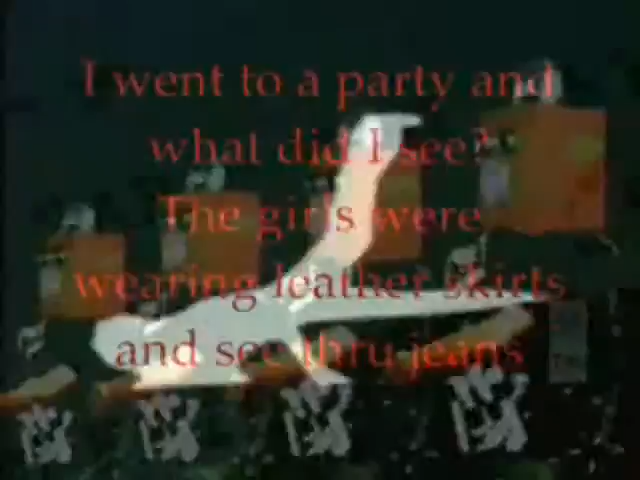 I went to a party and
what did I see?
The girls were
wearing leather skirts
and see thru jeans